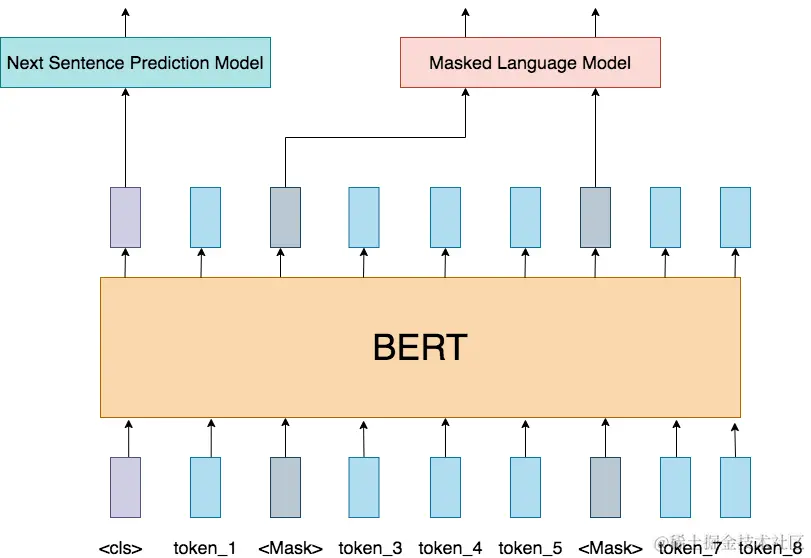 Next Sentence Prediction Model
Masked Language Model
BERT
<cls>
token_1
<Mask>
token_3
token_4
token_5
<Mask>
token_7
token_8
@稀土掘金技术社区